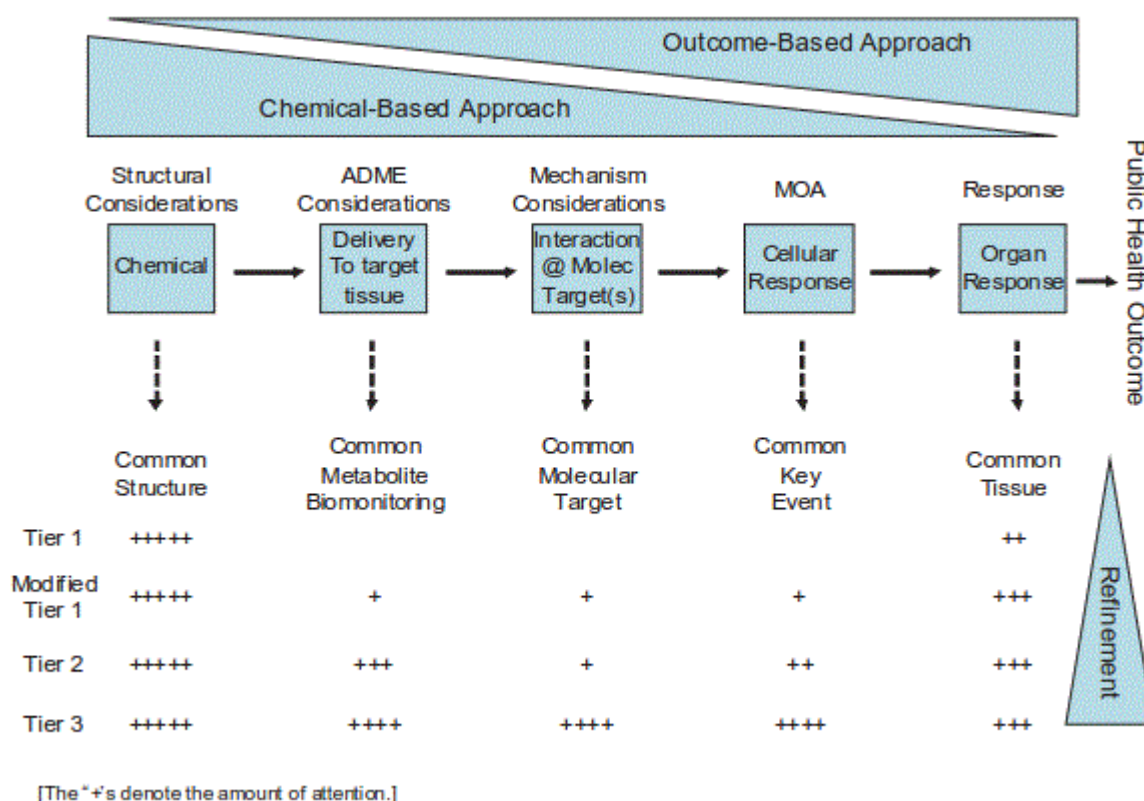 Outcome-Based Approach
Chemical-Based Approach
Structural
Considerations
ADME
Considerations
Mechanism
Considerations
MOA
Response
Chemical
Delivery
To target
tissue
Interaction
@ Molec
Target(s)
Cellular
Response
Organ
Response
Public Health Outcome
Common
Structure
Common
Metabolite
Biomonitoring
Common
Molecular
Target
Common
Key
Event
Common
Tissue
Tier 1 +++++ ++
Modified
Tier 1 +++++ + + + +++
Tier 2 +++++ +++ + ++ +++
Tier 3 +++++ ++++ ++++ ++++ +++
Refinement
[The “+’s denote the amount of attention.]